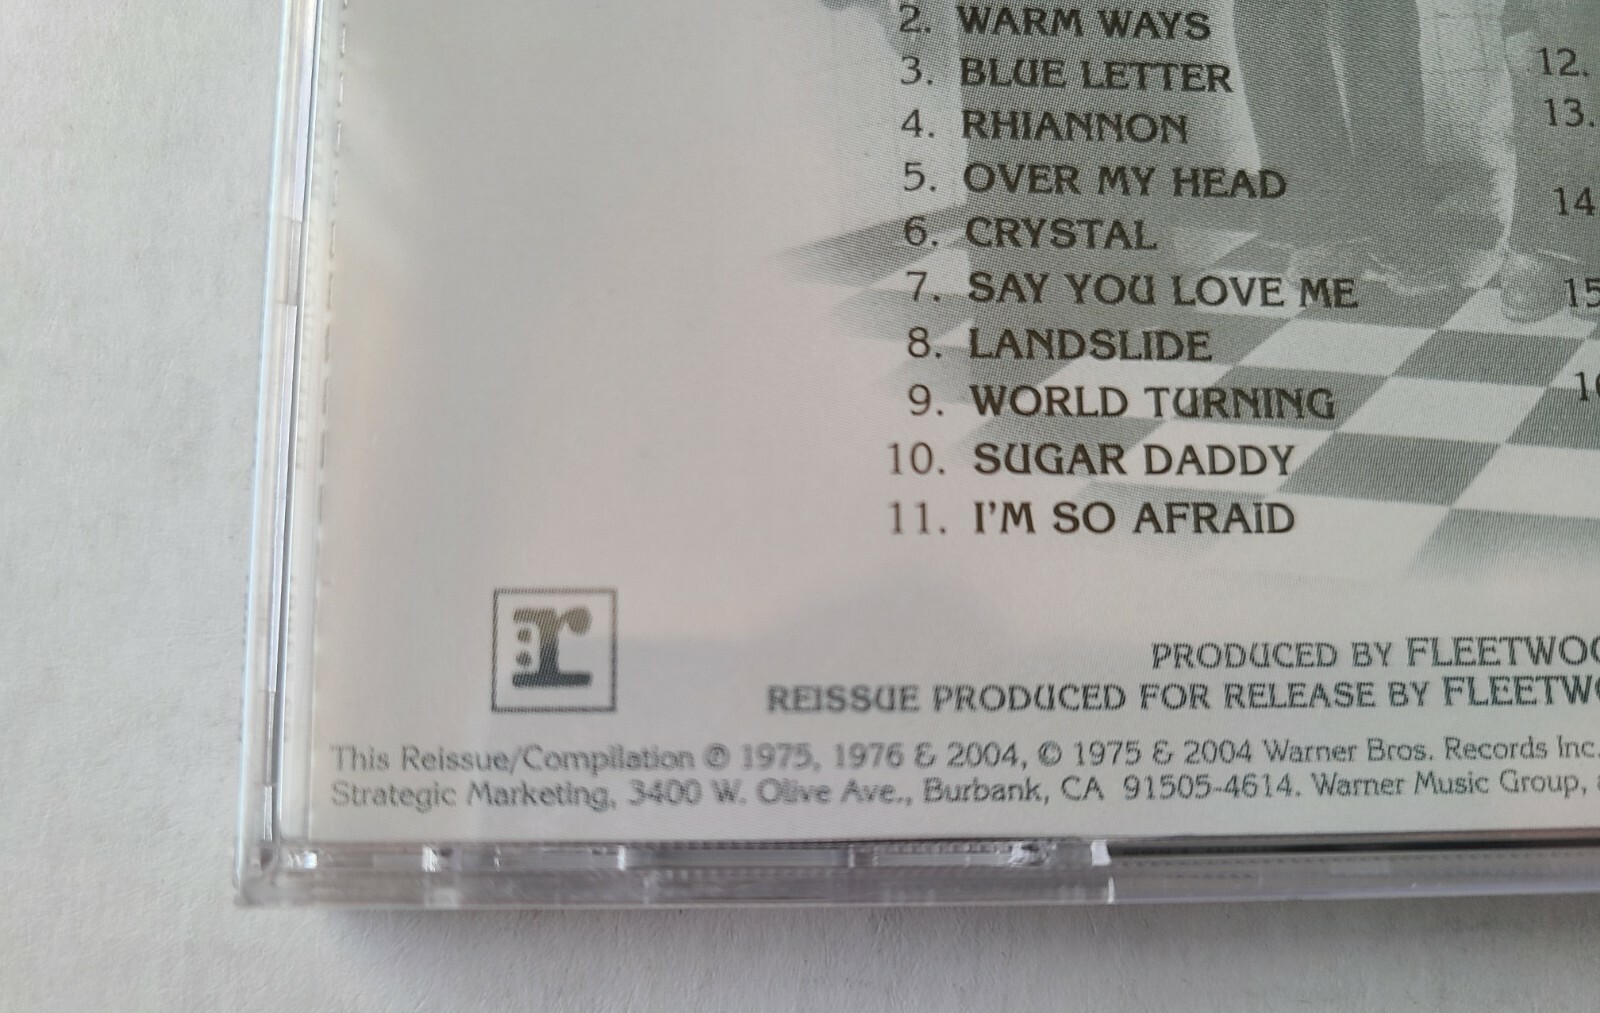 2. WARM WAYS
3. BLUE LETTER
4. RHIANNON
5. OVER MY HEAD
6. CRYSTAL
7. SAY YOU LOVE ME
8. LANDSLIDE
9. WORLD TURNING
10. SUGAR DADDY
11. I'M SO AFRAID
12.
13.
14
15
r
PRODUCED BY
REISSUE PRODUCED FOR RELEASE BY
This Reissue/Compilation ℗ 1975, 1976 & 2004, © 1975 & 2004 Warner Bros. Records Inc.
Strategic Marketing, 3400 W. Olive Ave., Burbank, CA 91505-4614. Warner Music Group,